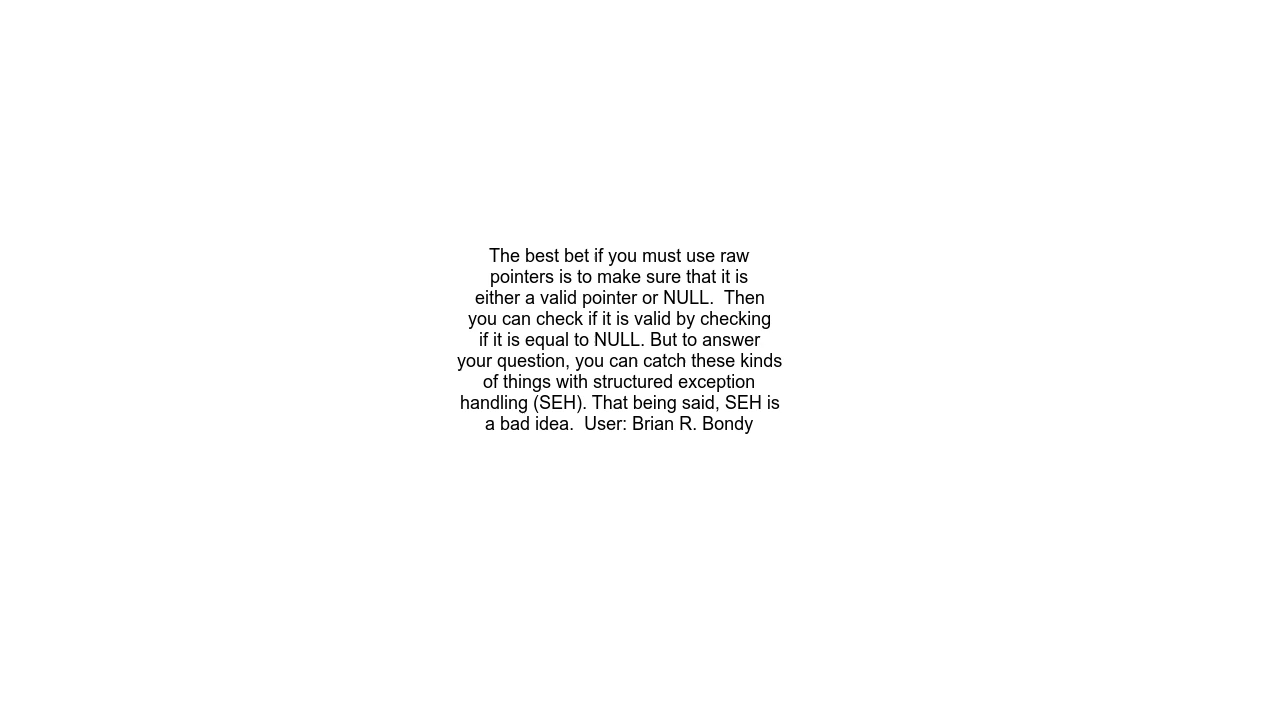 The best bet if you must use raw
pointers is to make sure that it is
either a valid pointer or NULL.  Then
you can check if it is valid by checking
if it is equal to NULL. But to answer
your question, you can catch these kinds
of things with structured exception
handling (SEH). That being said, SEH is
a bad idea.  User: Brian R. Bondy